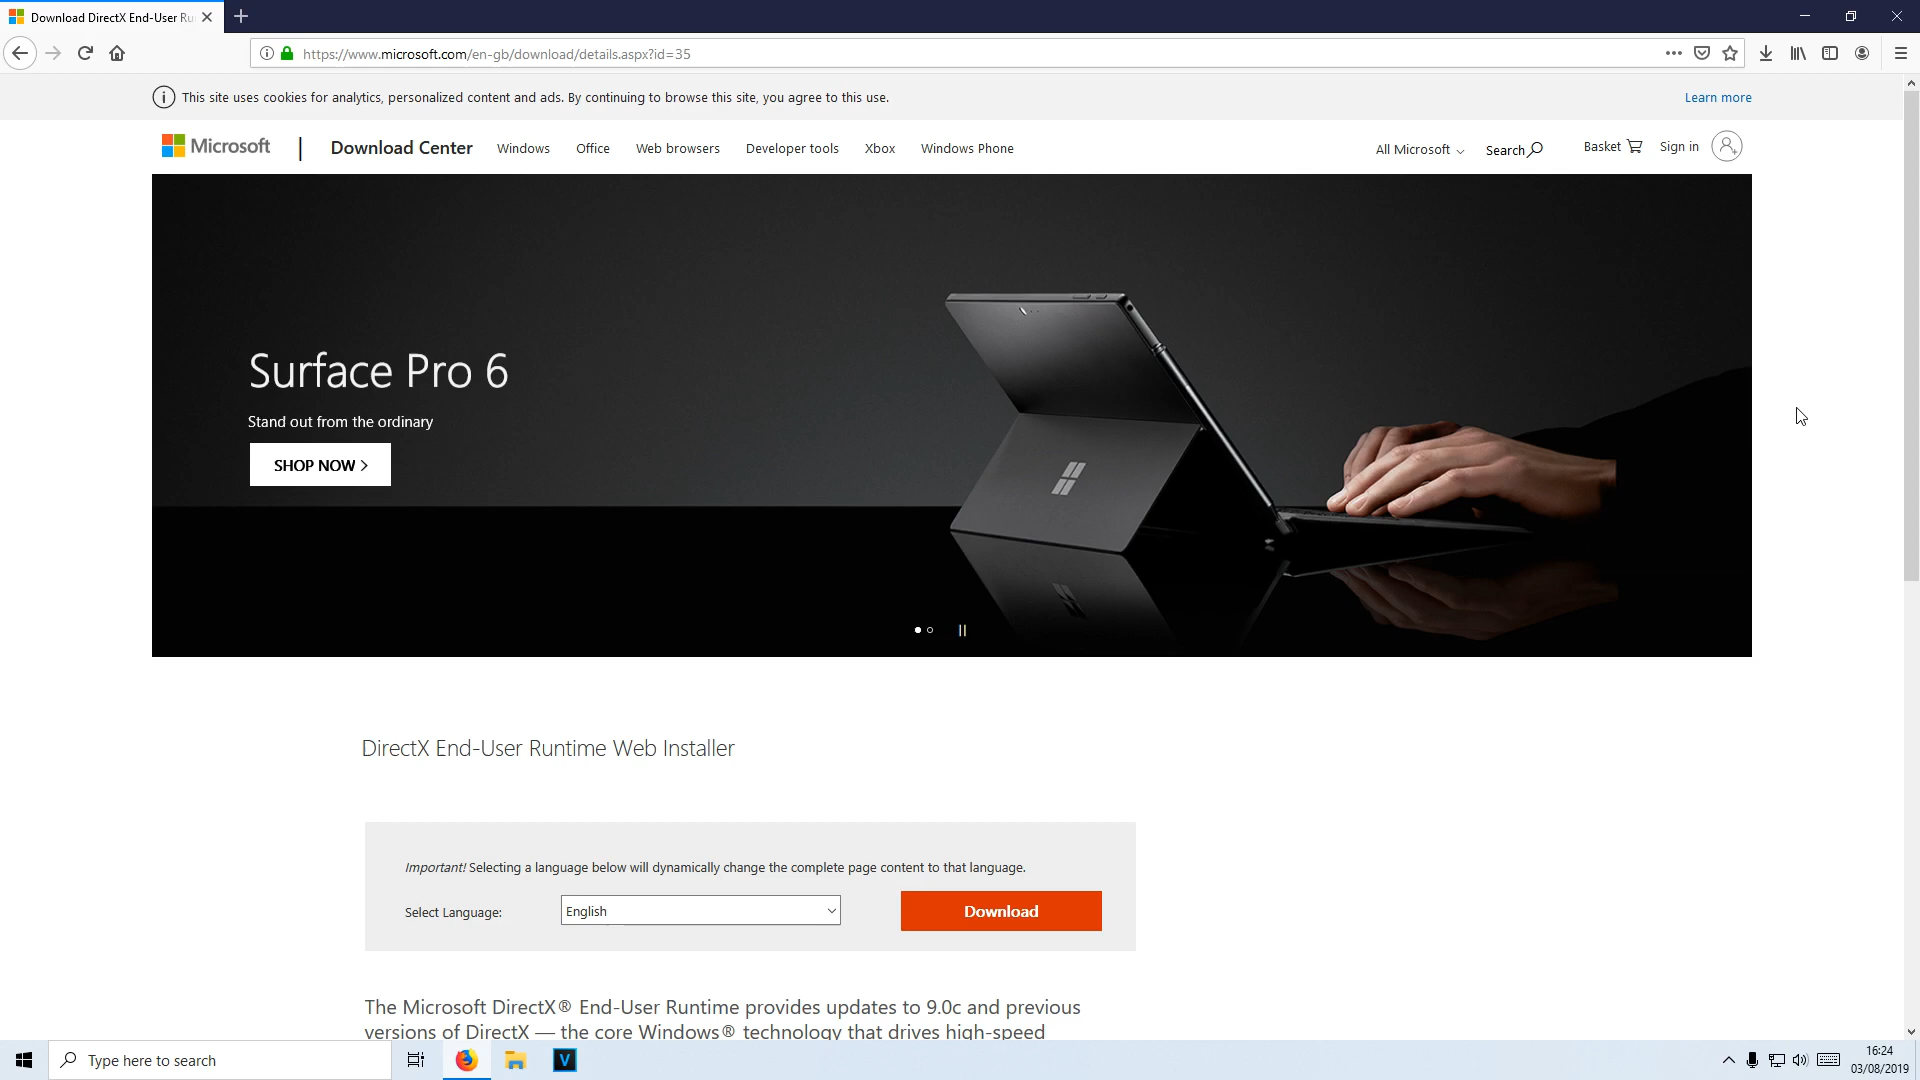 Download DirectX End-User Ru
https://www.microsoft.com/en-gb/download/details.aspx?id=35
This site uses cookies for analytics, personalized content and ads. By continuing to browse this site, you agree to this use.
Learn more
Microsoft
Download Center
Windows
Office
Web browsers
Developer tools
Xbox
Windows Phone
All Microsoft
Search
Basket
Sign in
Surface Pro 6
Stand out from the ordinary
SHOP NOW >
DirectX End-User Runtime Web Installer
Important! Selecting a language below will dynamically change the complete page content to that language.
Select Language:
English
Download
The Microsoft DirectX® End-User Runtime provides updates to 9.0c and previous
versions of DirectX — the core Windows® technology that drives high-speed
Type here to search
V
16:24
03/08/2019